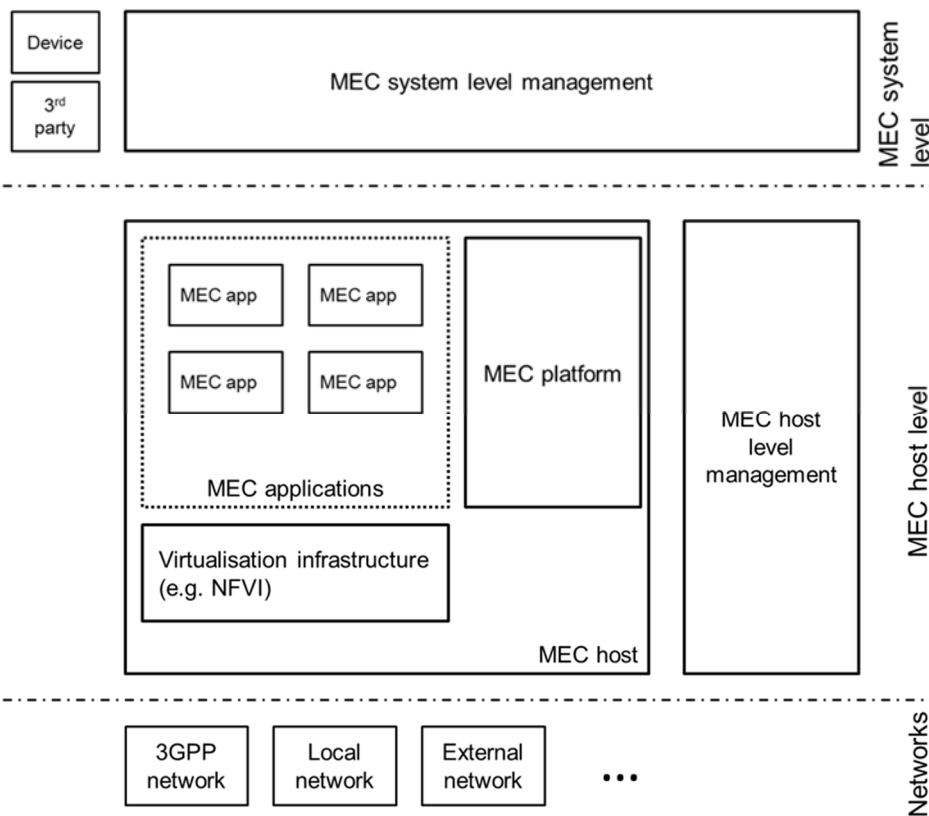 Device
3rd
party
MEC system level management
MEC system
level
MEC app
MEC app
MEC app
MEC app
MEC applications
MEC platform
Virtualisation infrastructure
(e.g. NFVI)
MEC host
MEC host
level
management
MEC host level
3GPP
network
Local
network
External
network
...
Networks